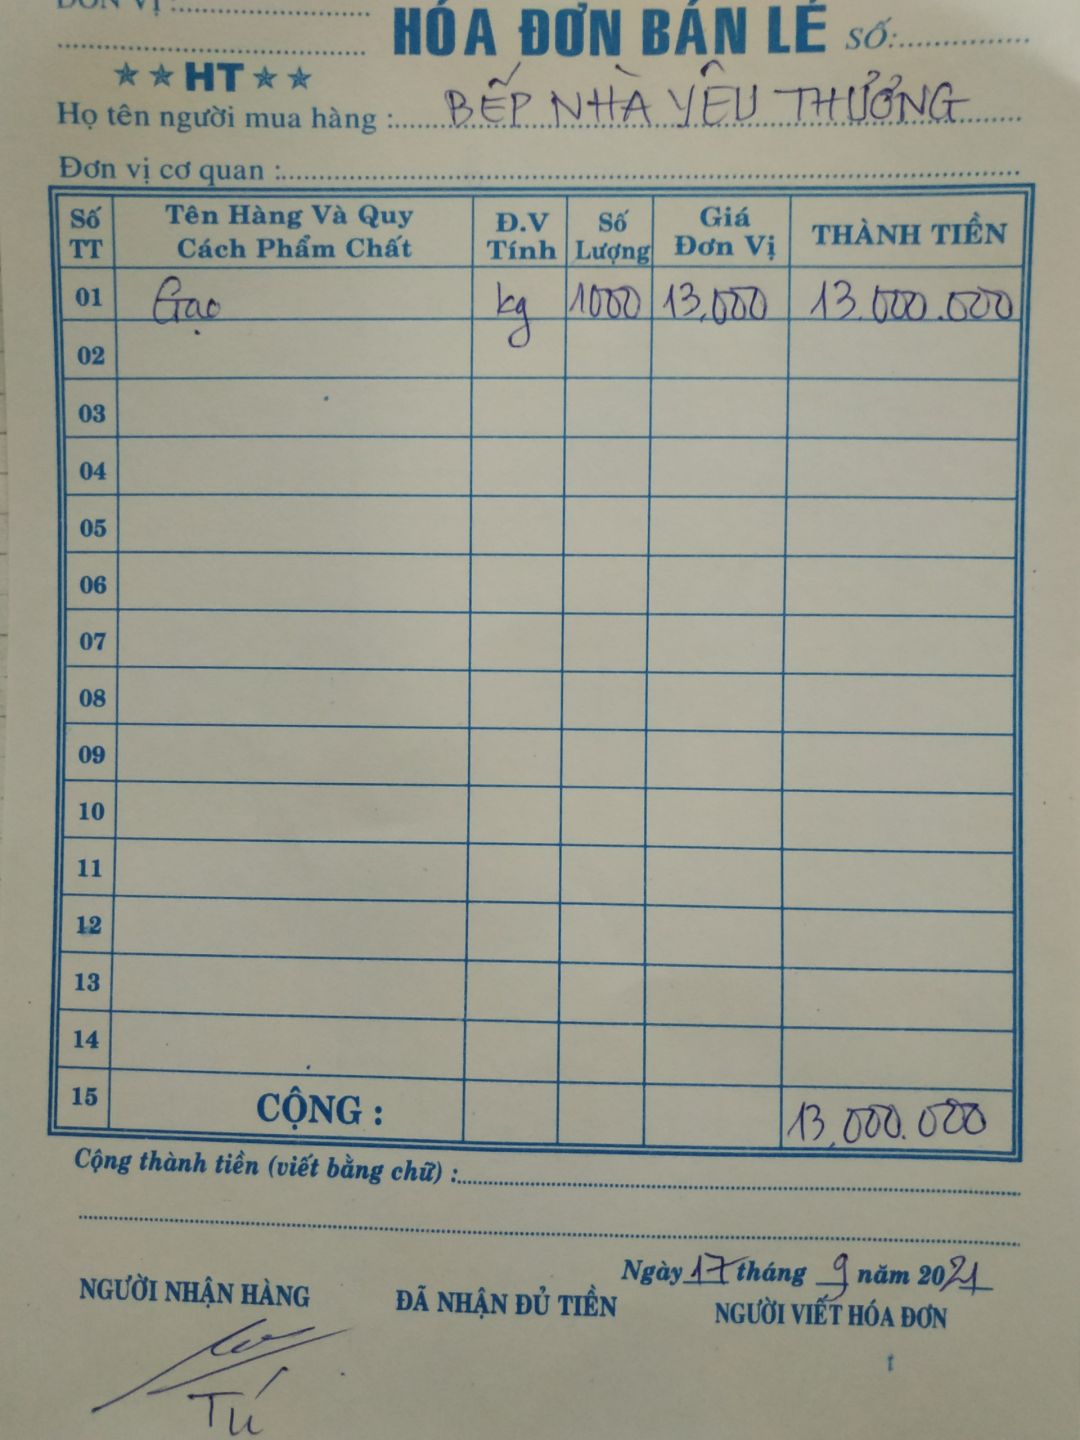 ĐƠN VỊ :
HÓA ĐƠN BÁN LẺ SỐ:
★ ★ HT ★ ★
Họ tên người mua hàng : BẾP NHÀ YÊU THƯƠNG
Đơn vị cơ quan :
Số TT Tên Hàng Và Quy Cách Phẩm Chất Đ.V Tính Số Lượng Giá Đơn Vị THÀNH TIỀN
01 Gạo kg 1000 13,000 13.000.000
02
03
04
05
06
07
08
09
10
11
12
13
14
15 CỘNG : 13,000.000
Cộng thành tiền (viết bằng chữ) :
Ngày 17 tháng 9 năm 2021
NGƯỜI NHẬN HÀNG ĐÃ NHẬN ĐỦ TIỀN NGƯỜI VIẾT HÓA ĐƠN
Tú